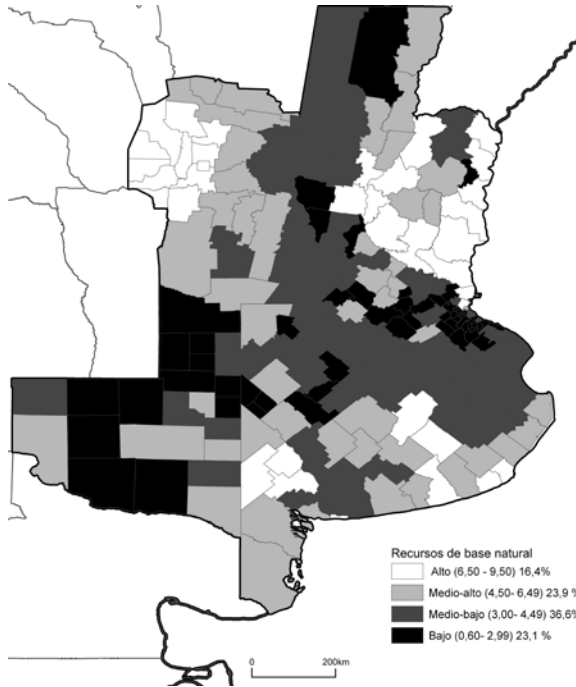 Recursos de base natural
Alto (6,50 - 9,50) 16,4%
Medio-alto (4,50- 6,49) 23,9 %
Medio-bajo (3,00- 4,49) 36,6%
Bajo (0,60- 2,99) 23,1 %
0 200km